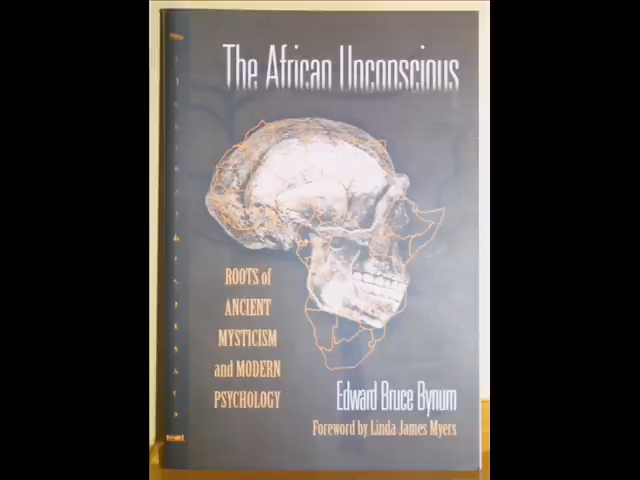 The African Unconscious
ROOTS of
ANCIENT
MYSTICISM
and MODERN
PSYCHOLOGY
Edward Bruce Bynum
Foreword by Linda James Myers